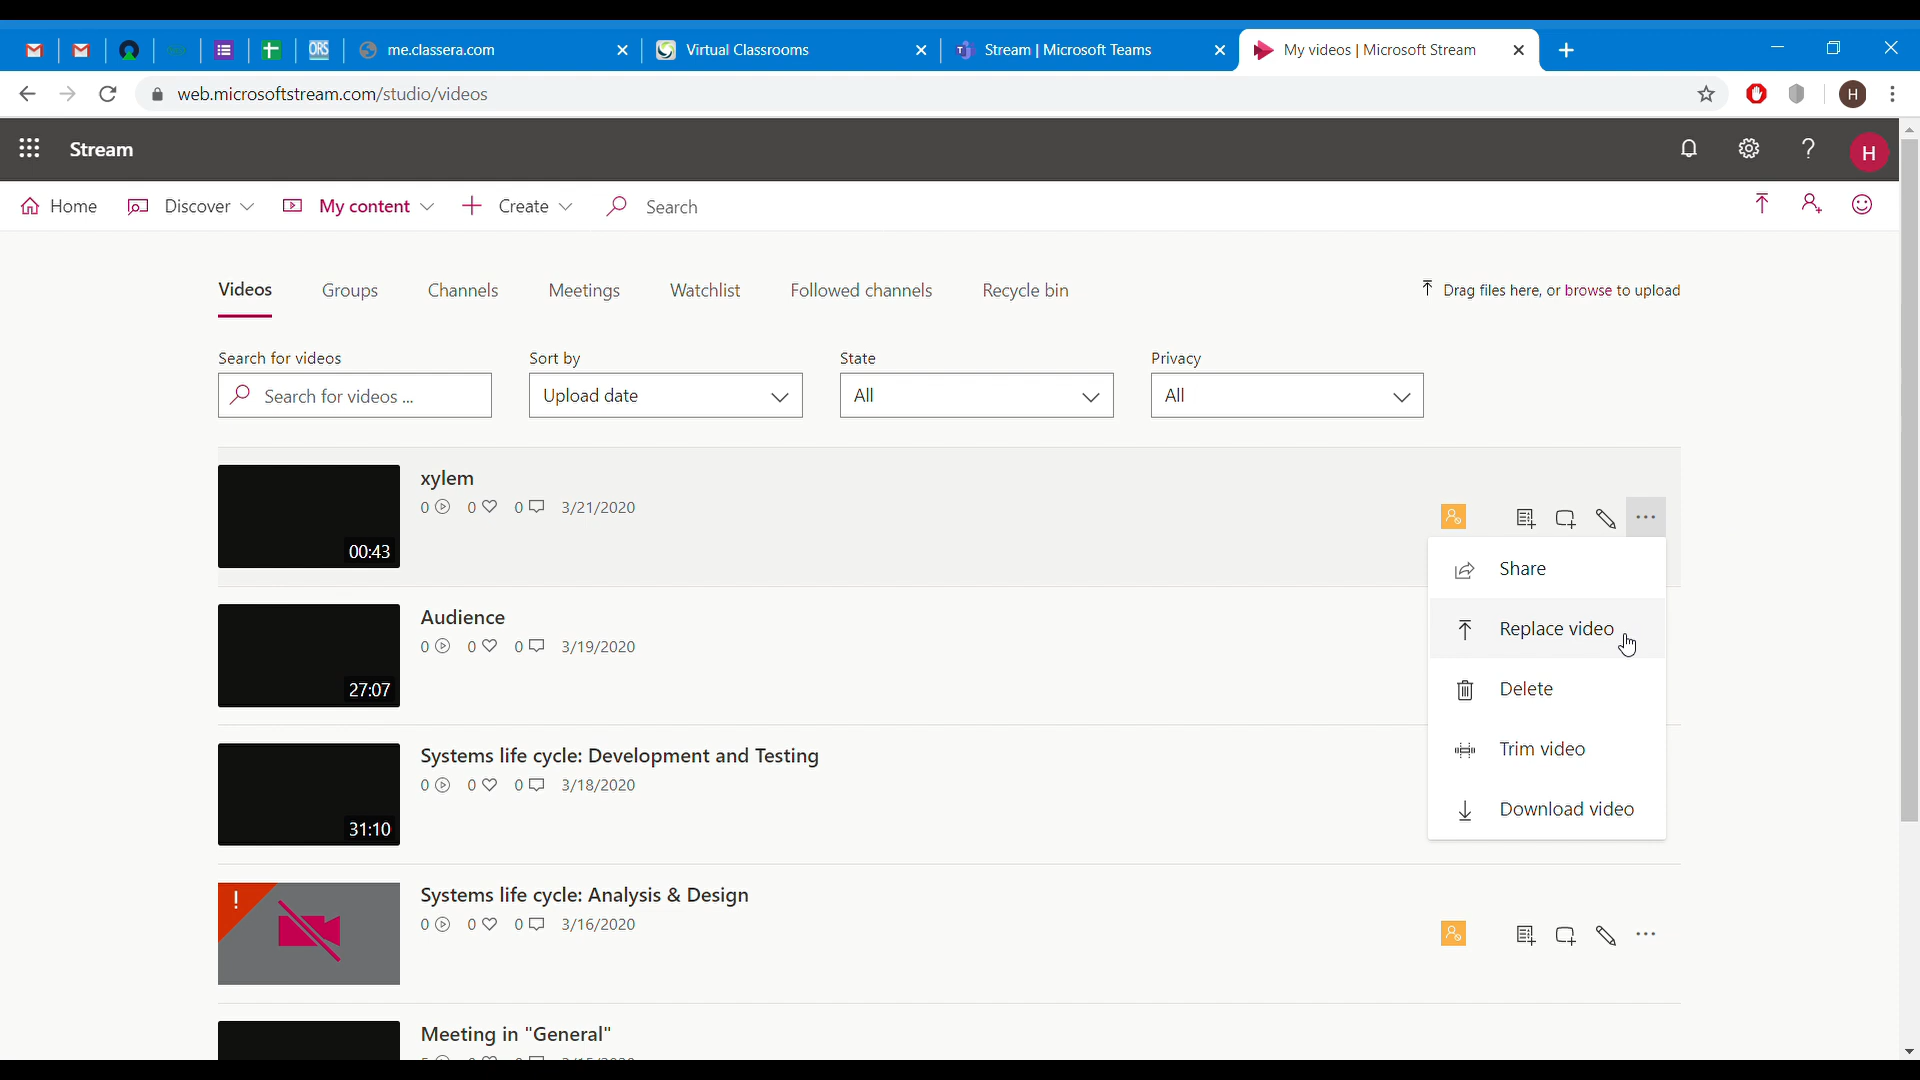 ORS
me.classera.com
Virtual Classrooms
Stream | Microsoft Teams
My videos | Microsoft Stream
web.microsoftstream.com/studio/videos
H
Stream
H
Home
Discover
My content
Create
Search
Videos
Groups
Channels
Meetings
Watchlist
Followed channels
Recycle bin
Drag files here, or browse to upload
Search for videos
Sort by
State
Privacy
Search for videos ...
Upload date
All
All
xylem
0 0 0 3/21/2020
00:43
Share
Replace video
Delete
Trim video
Download video
Audience
0 0 0 3/19/2020
27:07
Systems life cycle: Development and Testing
0 0 0 3/18/2020
31:10
Systems life cycle: Analysis & Design
0 0 0 3/16/2020
!
Meeting in "General"